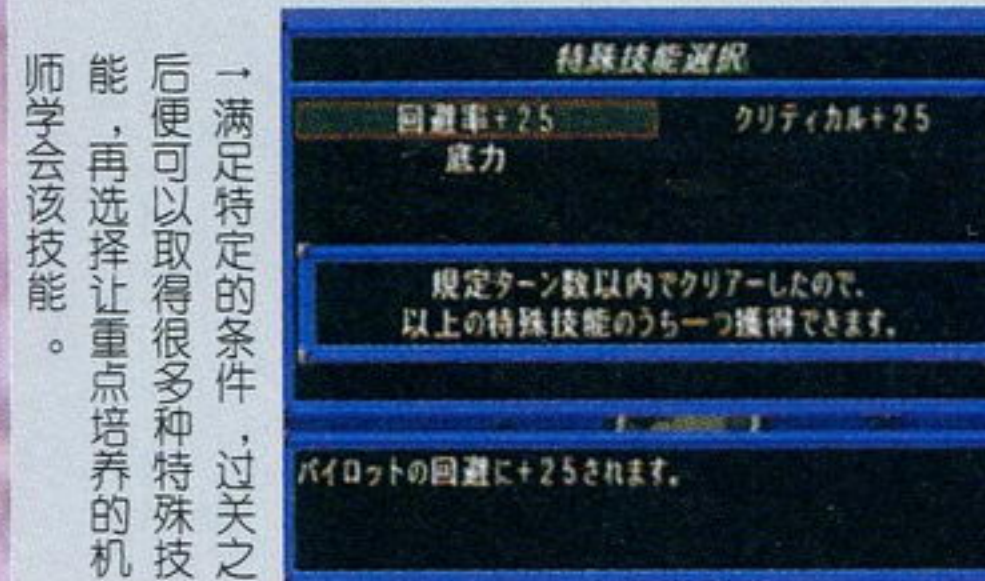 →满足特定的条件，过关之
后便可以取得很多种特殊技
能，再选择让重点培养的机
师学会该技能。
特殊技能選択
回避率+25 クリティカル+25
底力
規定ターン数以内でクリアーしたので、
以上の特殊技能のうち一つ獲得できます。
パイロットの回避に+25されます。